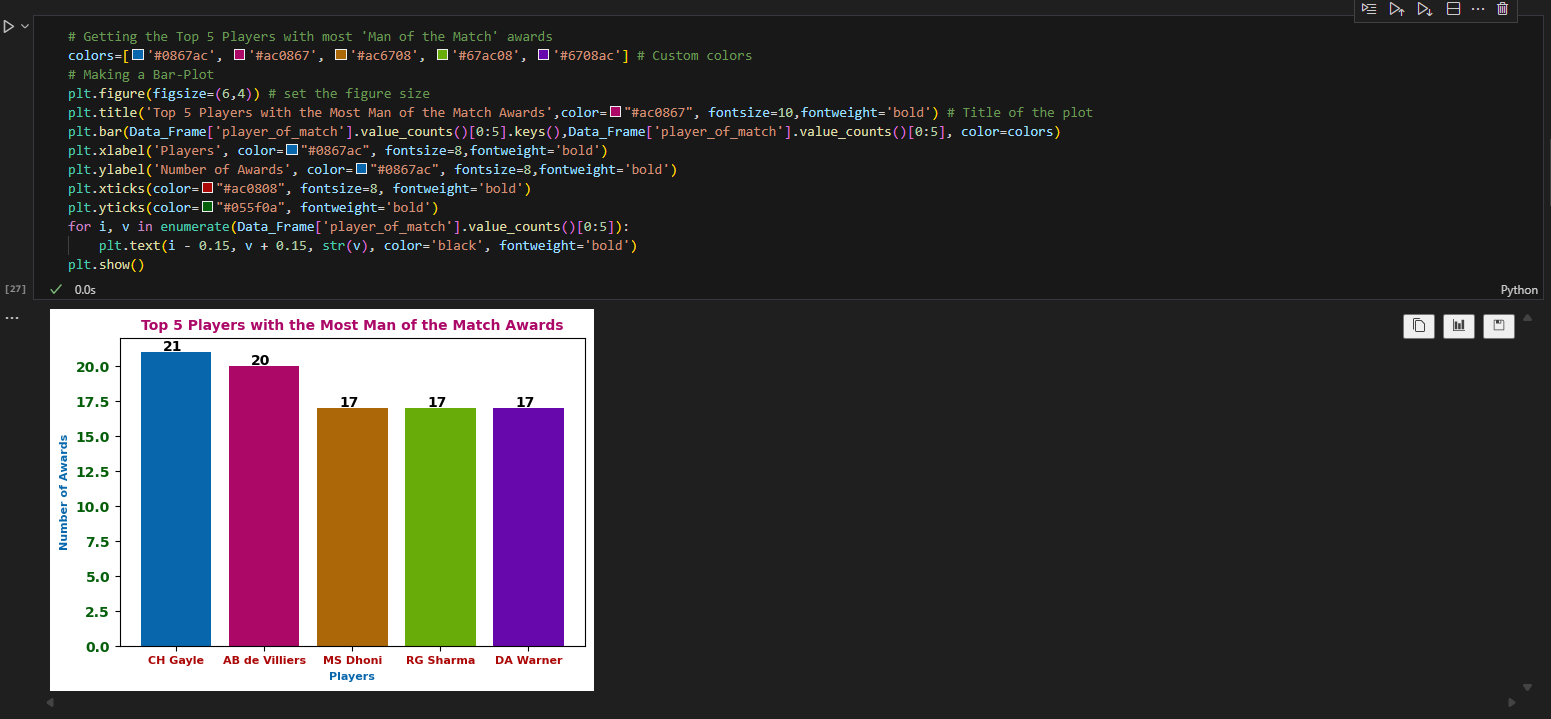 # Getting the Top 5 Players with most 'Man of the Match' awards
colors=['#0867ac', '#ac0867', '#ac6708', '#67ac08', '#6708ac'] # Custom colors
# Making a Bar-Plot
plt.figure(figsize=(6,4)) # set the figure size
plt.title('Top 5 Players with the Most Man of the Match Awards',color="#ac0867", fontsize=10,fontweight='bold') # Title of the plot
plt.bar(Data_Frame['player_of_match'].value_counts()[0:5].keys(),Data_Frame['player_of_match'].value_counts()[0:5], color=colors)
plt.xlabel('Players', color="#0867ac", fontsize=8,fontweight='bold')
plt.ylabel('Number of Awards', color="#0867ac", fontsize=8,fontweight='bold')
plt.xticks(color="#ac0808", fontsize=8, fontweight='bold')
plt.yticks(color="#055f0a", fontweight='bold')
for i, v in enumerate(Data_Frame['player_of_match'].value_counts()[0:5]):
    plt.text(i - 0.15, v + 0.15, str(v), color='black', fontweight='bold')
plt.show()
[27]
0.0s
Python
Top 5 Players with the Most Man of the Match Awards
21
20
17
17
17
20.0
17.5
15.0
12.5
10.0
7.5
5.0
2.5
0.0
Number of Awards
CH Gayle
AB de Villiers
MS Dhoni
RG Sharma
DA Warner
Players